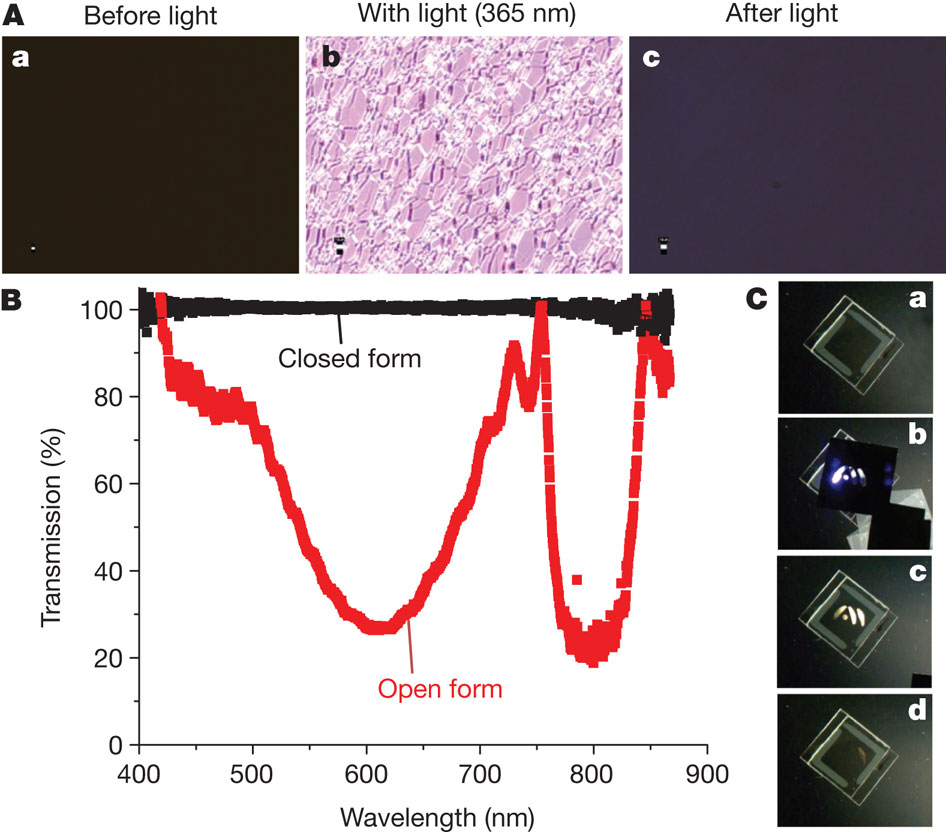 A
Before light
With light (365 nm)
After light
a
b
c
B
100
80
60
40
20
0
Transmission (%)
Closed form
Open form
400
500
600
700
800
900
Wavelength (nm)
C
a
b
c
d